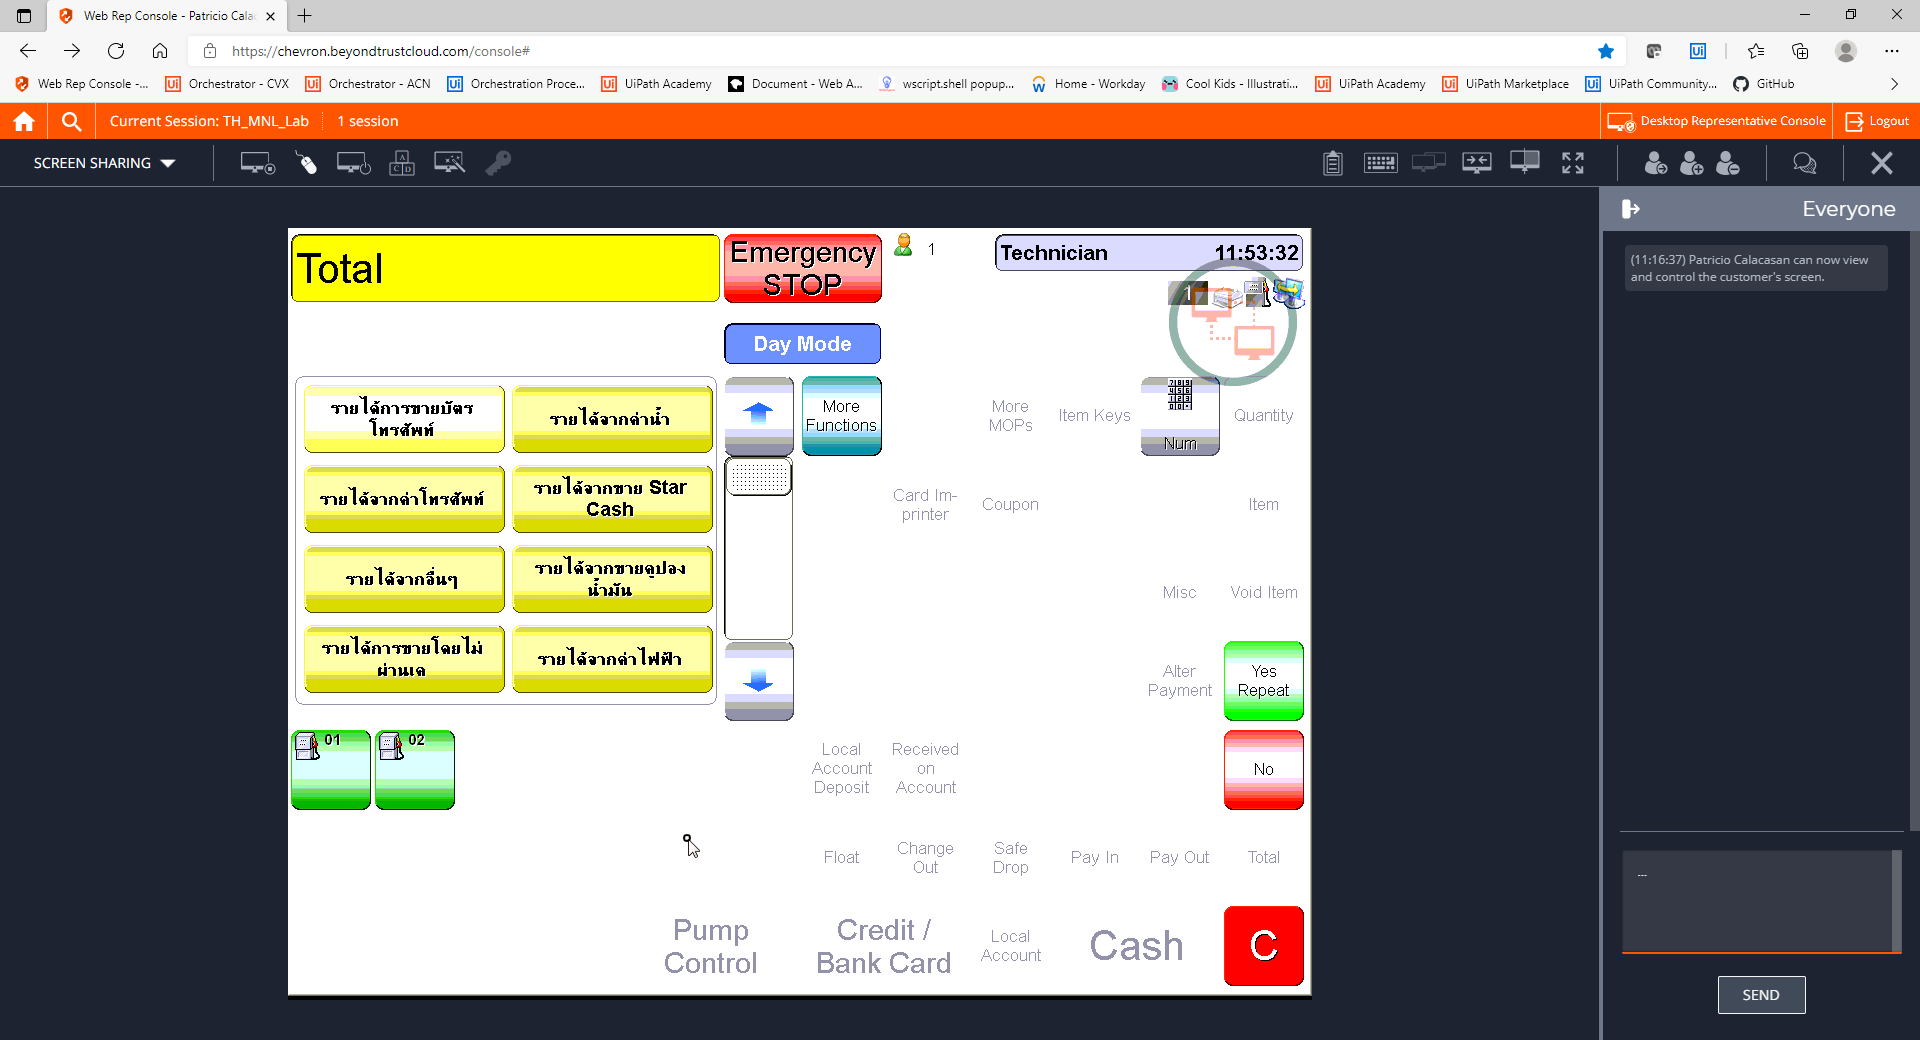 Web Rep Console - Patricio Cala
https://chevron.beyondtrustcloud.com/console#
Web Rep Console -...
Orchestrator - CVX
Orchestrator - ACN
Orchestration Proce...
UiPath Academy
Document - Web A...
wscript.shell popup...
Home - Workday
Cool Kids - Illustrati...
UiPath Academy
UiPath Marketplace
UiPath Community...
GitHub
Current Session: TH_MNL_Lab
1 session
Desktop Representative Console
Logout
SCREEN SHARING
Everyone
(11:16:37) Patricio Calacasan can now view
and control the customer's screen.
Total
Emergency
STOP
1
Technician
11:53:32
1
Day Mode
รายได้การขายบัตร
โทรศัพท์
รายได้จากค่าน้ำ
More
Functions
More
MOPs
Item Keys
Num
Quantity
รายได้จากค่าโทรศัพท์
รายได้จากขาย Star
Cash
Card Im-
printer
Coupon
Item
รายได้จากอื่นๆ
รายได้จากขายคูปอง
น้ำมัน
Misc
Void Item
รายได้การขายโดยไม่
ผ่านเค
รายได้จากค่าไฟฟ้า
Alter
Payment
Yes
Repeat
01
02
Local
Account
Deposit
Received
on
Account
No
Float
Change
Out
Safe
Drop
Pay In
Pay Out
Total
Pump
Control
Credit /
Bank Card
Local
Account
Cash
C
...
SEND